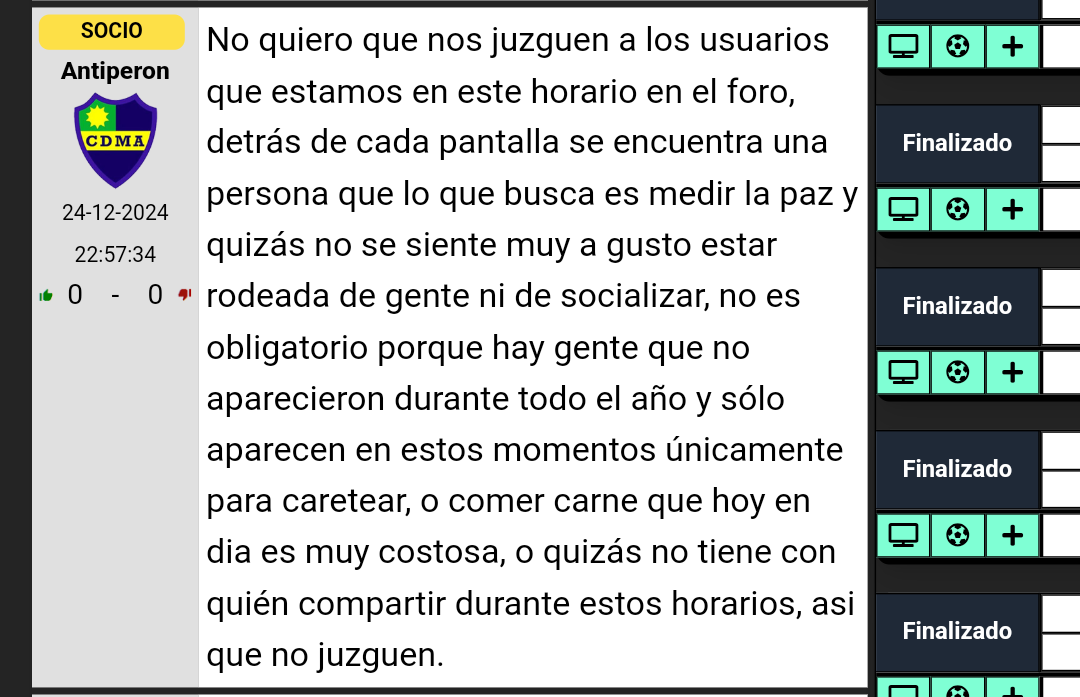 SOCIO
Antiperon
CDMA
24-12-2024
22:57:34
0 - 0
No quiero que nos juzguen a los usuarios
que estamos en este horario en el foro,
detrás de cada pantalla se encuentra una
persona que lo que busca es medir la paz y
quizás no se siente muy a gusto estar
rodeada de gente ni de socializar, no es
obligatorio porque hay gente que no
aparecieron durante todo el año y sólo
aparecen en estos momentos únicamente
para caretear, o comer carne que hoy en
dia es muy costosa, o quizás no tiene con
quién compartir durante estos horarios, asi
que no juzguen.
Finalizado
Finalizado
Finalizado
Finalizado